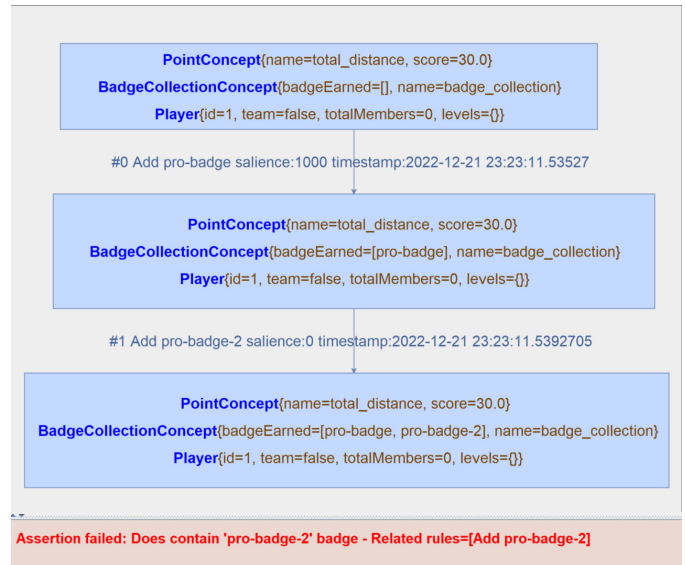 PointConcept{name=total_distance, score=30.0}
BadgeCollectionConcept{badgeEarned=[], name=badge_collection}
Player{id=1, team=false, totalMembers=0, levels={}}
#0 Add pro-badge salience:1000 timestamp:2022-12-21 23:23:11.53527
PointConcept{name=total_distance, score=30.0}
BadgeCollectionConcept{badgeEarned=[pro-badge], name=badge_collection}
Player{id=1, team=false, totalMembers=0, levels={}}
#1 Add pro-badge-2 salience:0 timestamp:2022-12-21 23:23:11.5392705
PointConcept{name=total_distance, score=30.0}
BadgeCollectionConcept{badgeEarned=[pro-badge, pro-badge-2], name=badge_collection}
Player{id=1, team=false, totalMembers=0, levels={}}
Assertion failed: Does contain 'pro-badge-2' badge - Related rules=[Add pro-badge-2]